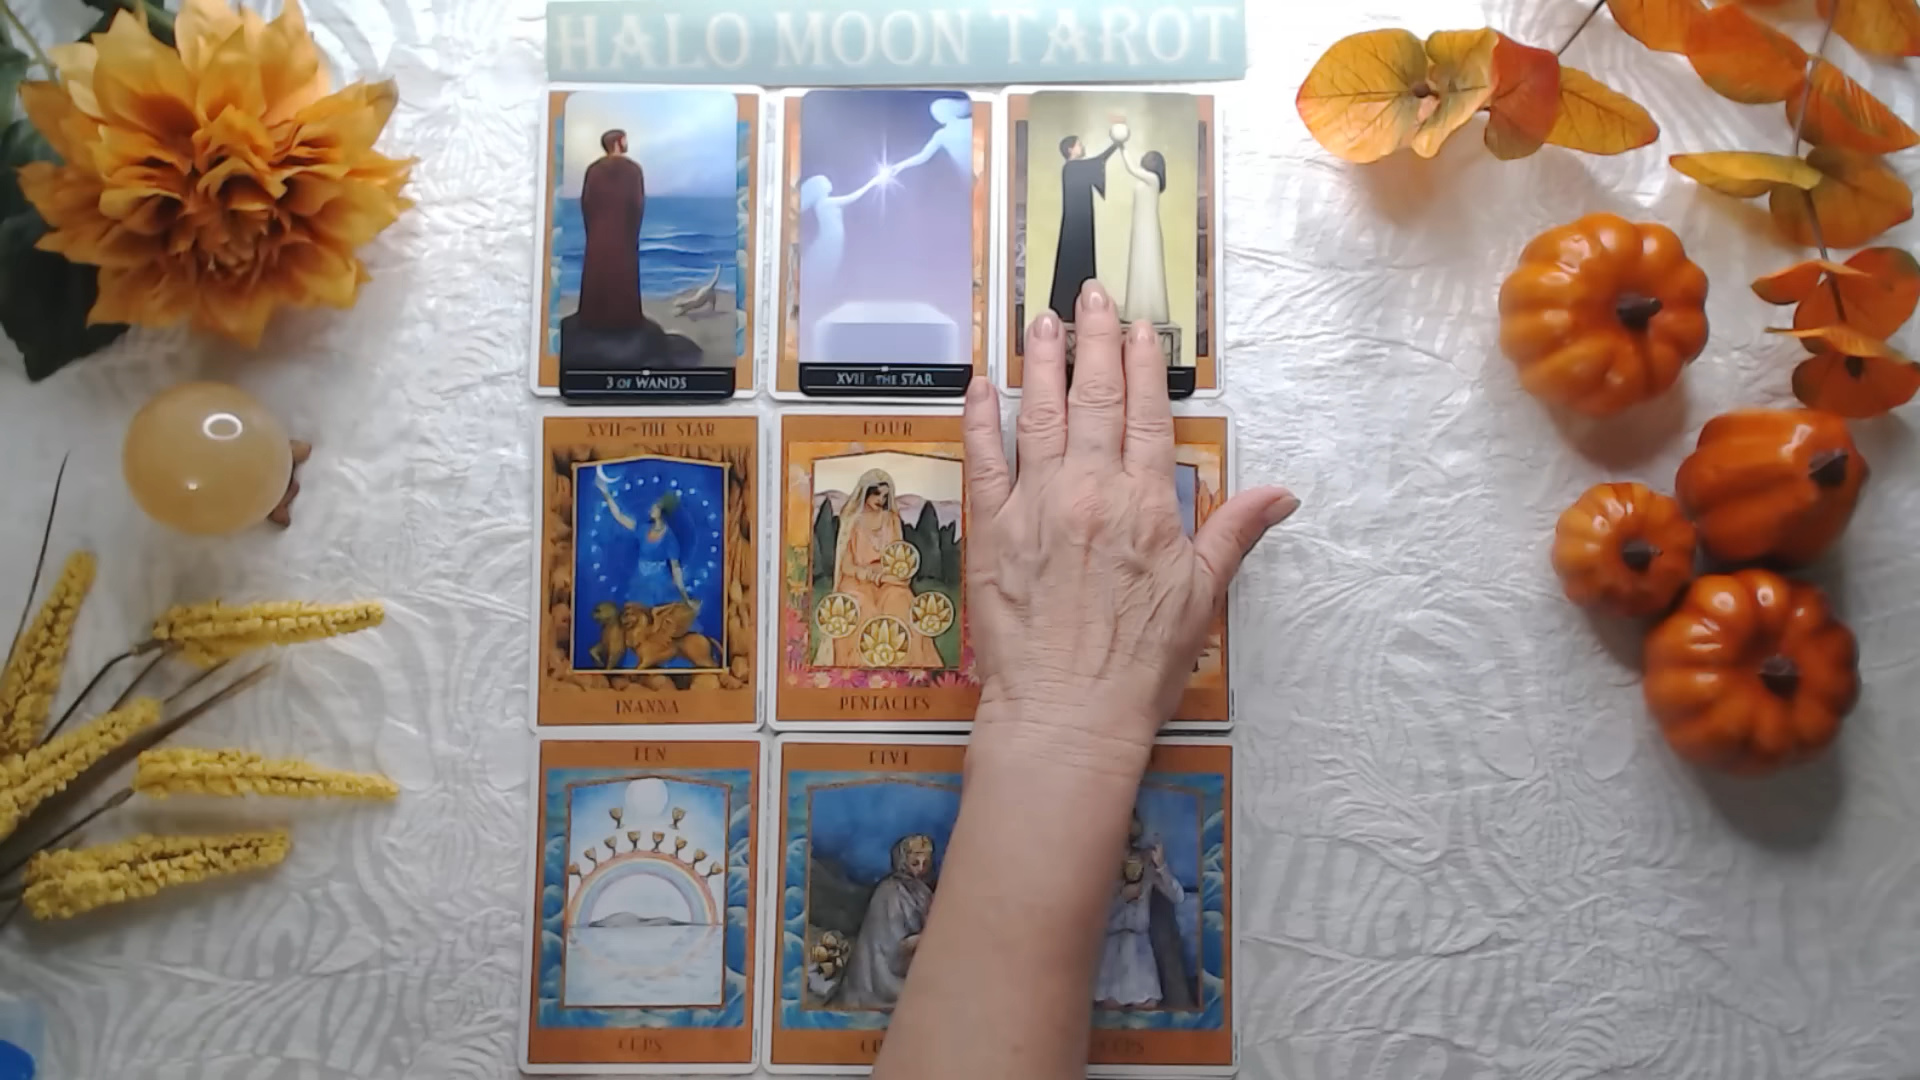 HALO MOON TAROT
3 OF WANDS
XVII THE STAR
XVII THE STAR
FOUR
INANNA
PENTACLES
TEN
FIVE
CUPS